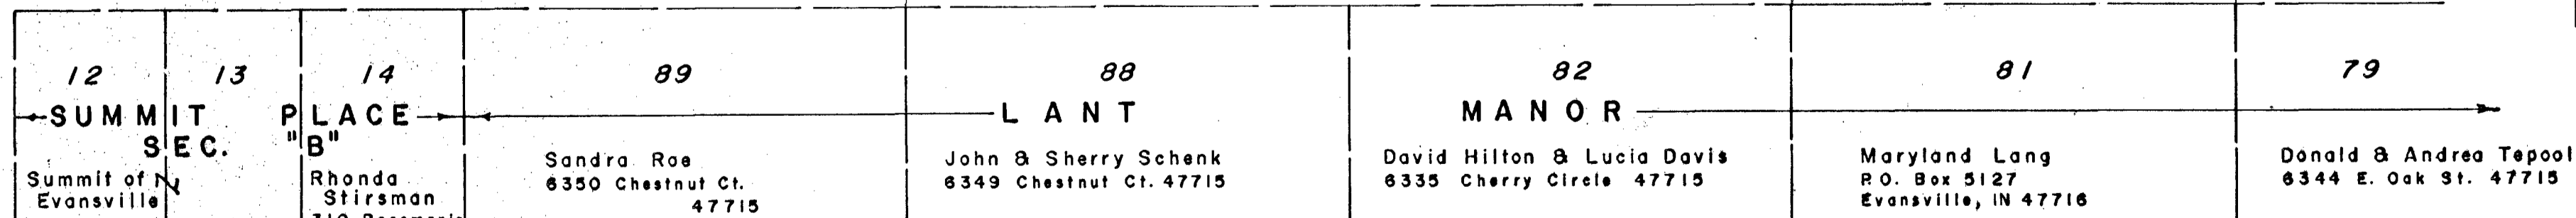 12 13 14 89 88 82 81 79
SUMMIT PLACE LANT MANOR
SEC. "B"
Summit of
Evansville
Rhonda
Stirsman
Sandra Rae
6350 Chestnut Ct.
47715
John & Sherry Schenk
6349 Chestnut Ct. 47715
David Hilton & Lucia Davis
6335 Cherry Circle 47715
Maryland Lang
P.O. Box 5127
Evansville, IN 47716
Donald & Andrea Tepool
6344 E. Oak St. 47715